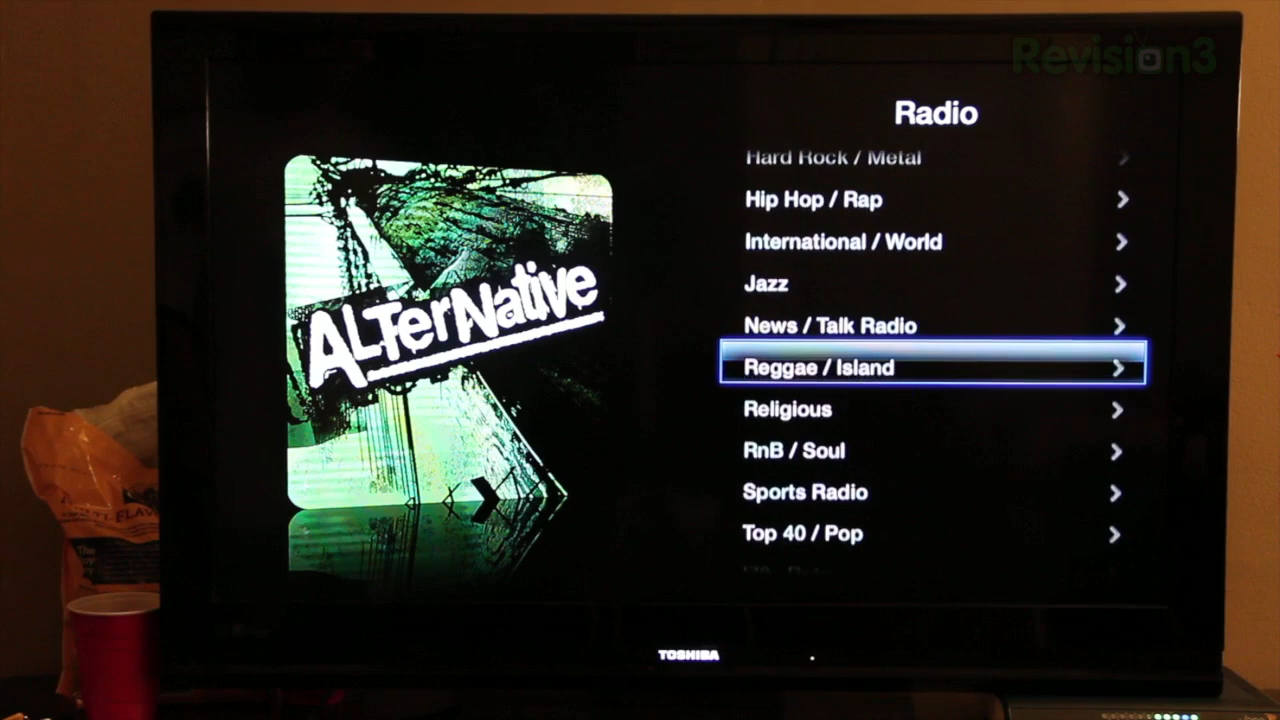 Revision3
Radio
Hard Rock / Metal
Hip Hop / Rap
International / World
Jazz
News / Talk Radio
Reggae / Island
Religious
RnB / Soul
Sports Radio
Top 40 / Pop
ALTerNative
TOSHIBA